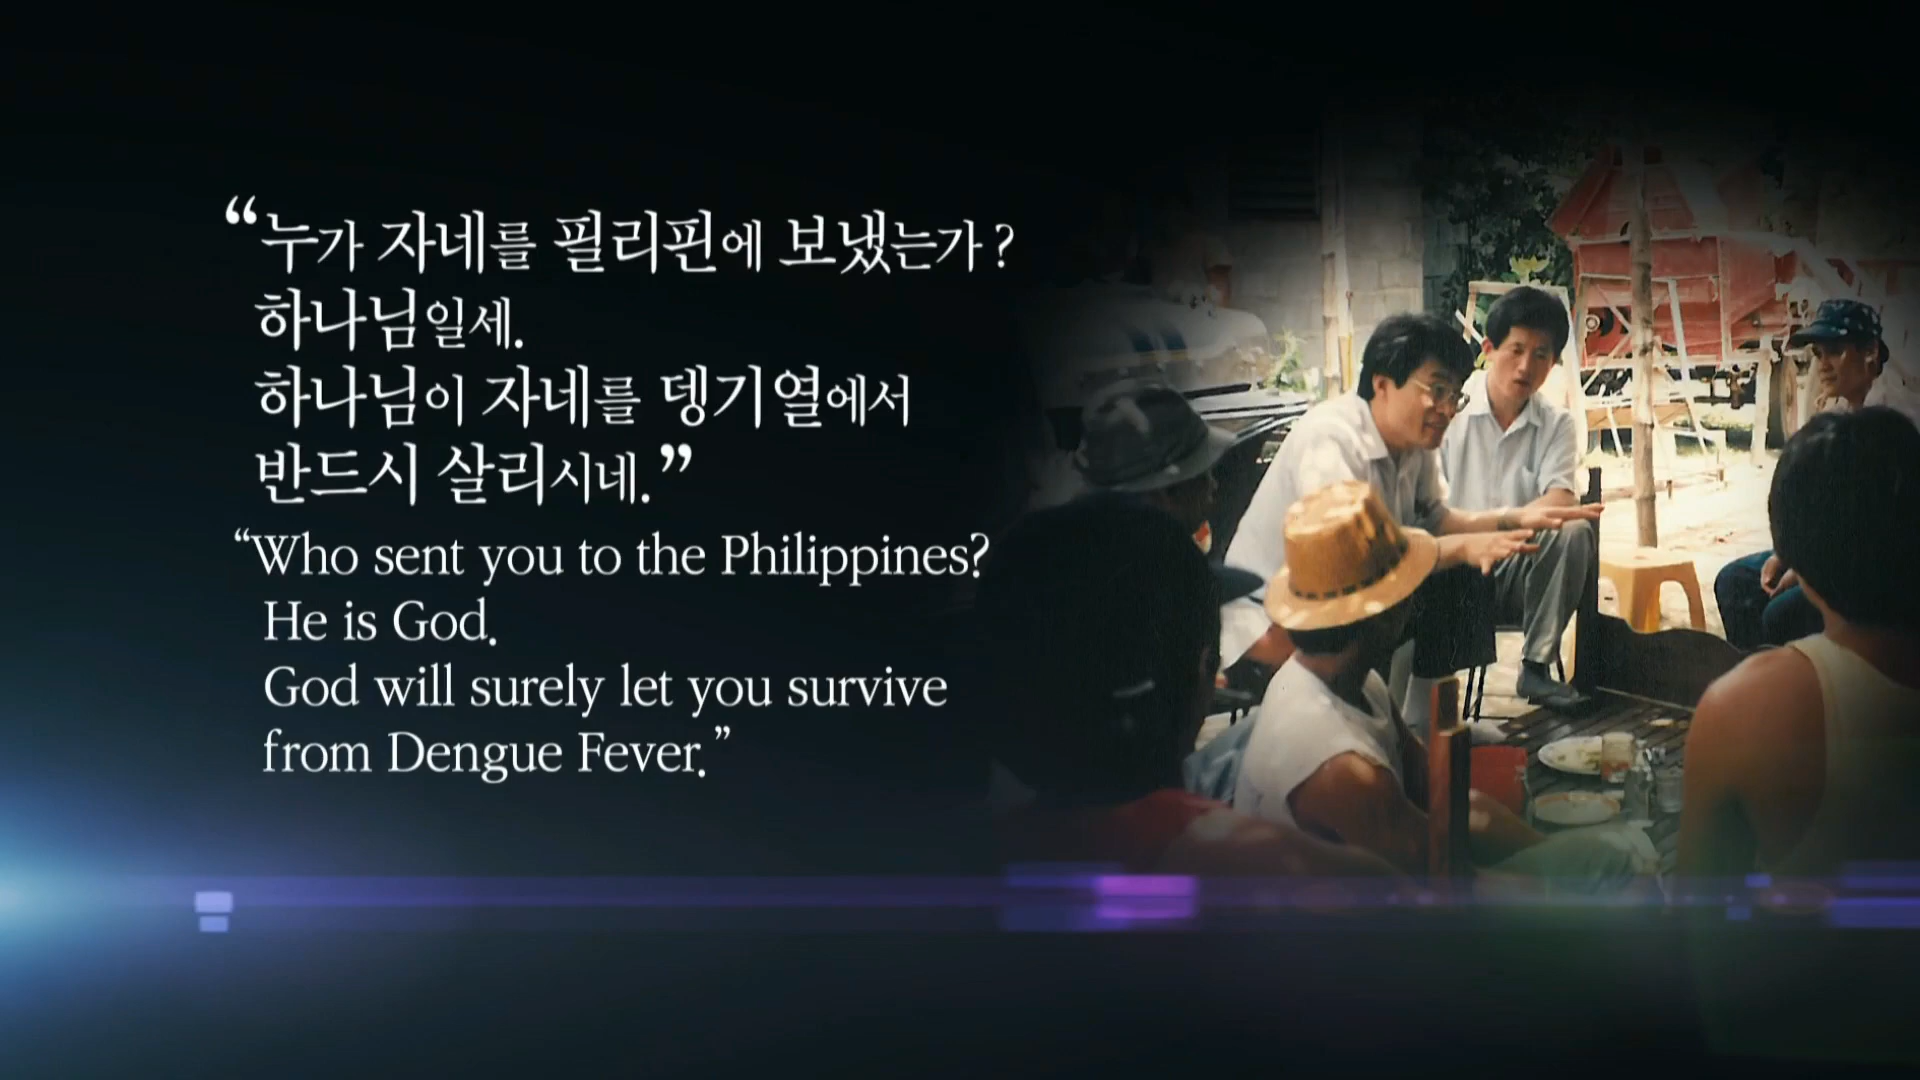 “누가 자네를 필리핀에 보냈는가?
하나님일세.
하나님이 자네를 뎅기열에서
반드시 살리시네.”
“Who sent you to the Philippines?
He is God.
God will surely let you survive
from Dengue Fever.”